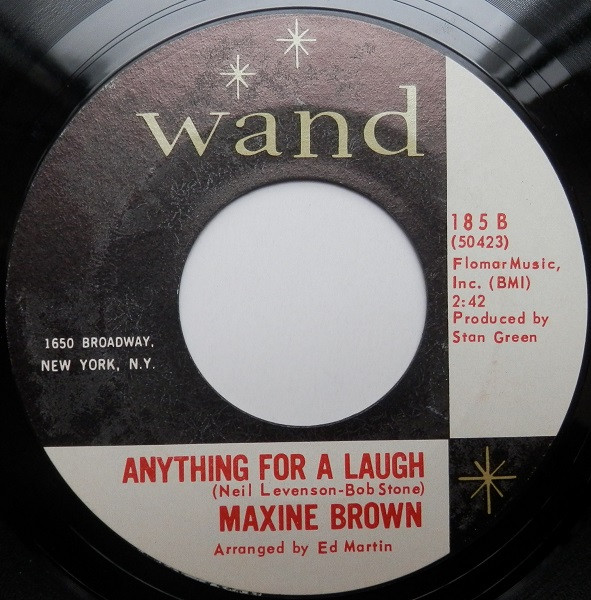 wand
185 B
(50423)
Flomar Music,
Inc. (BMI)
2:42
Produced by
Stan Green
1650 BROADWAY,
NEW YORK, N.Y.
ANYTHING FOR A LAUGH
(Neil Levenson-Bob Stone)
MAXINE BROWN
Arranged by Ed Martin